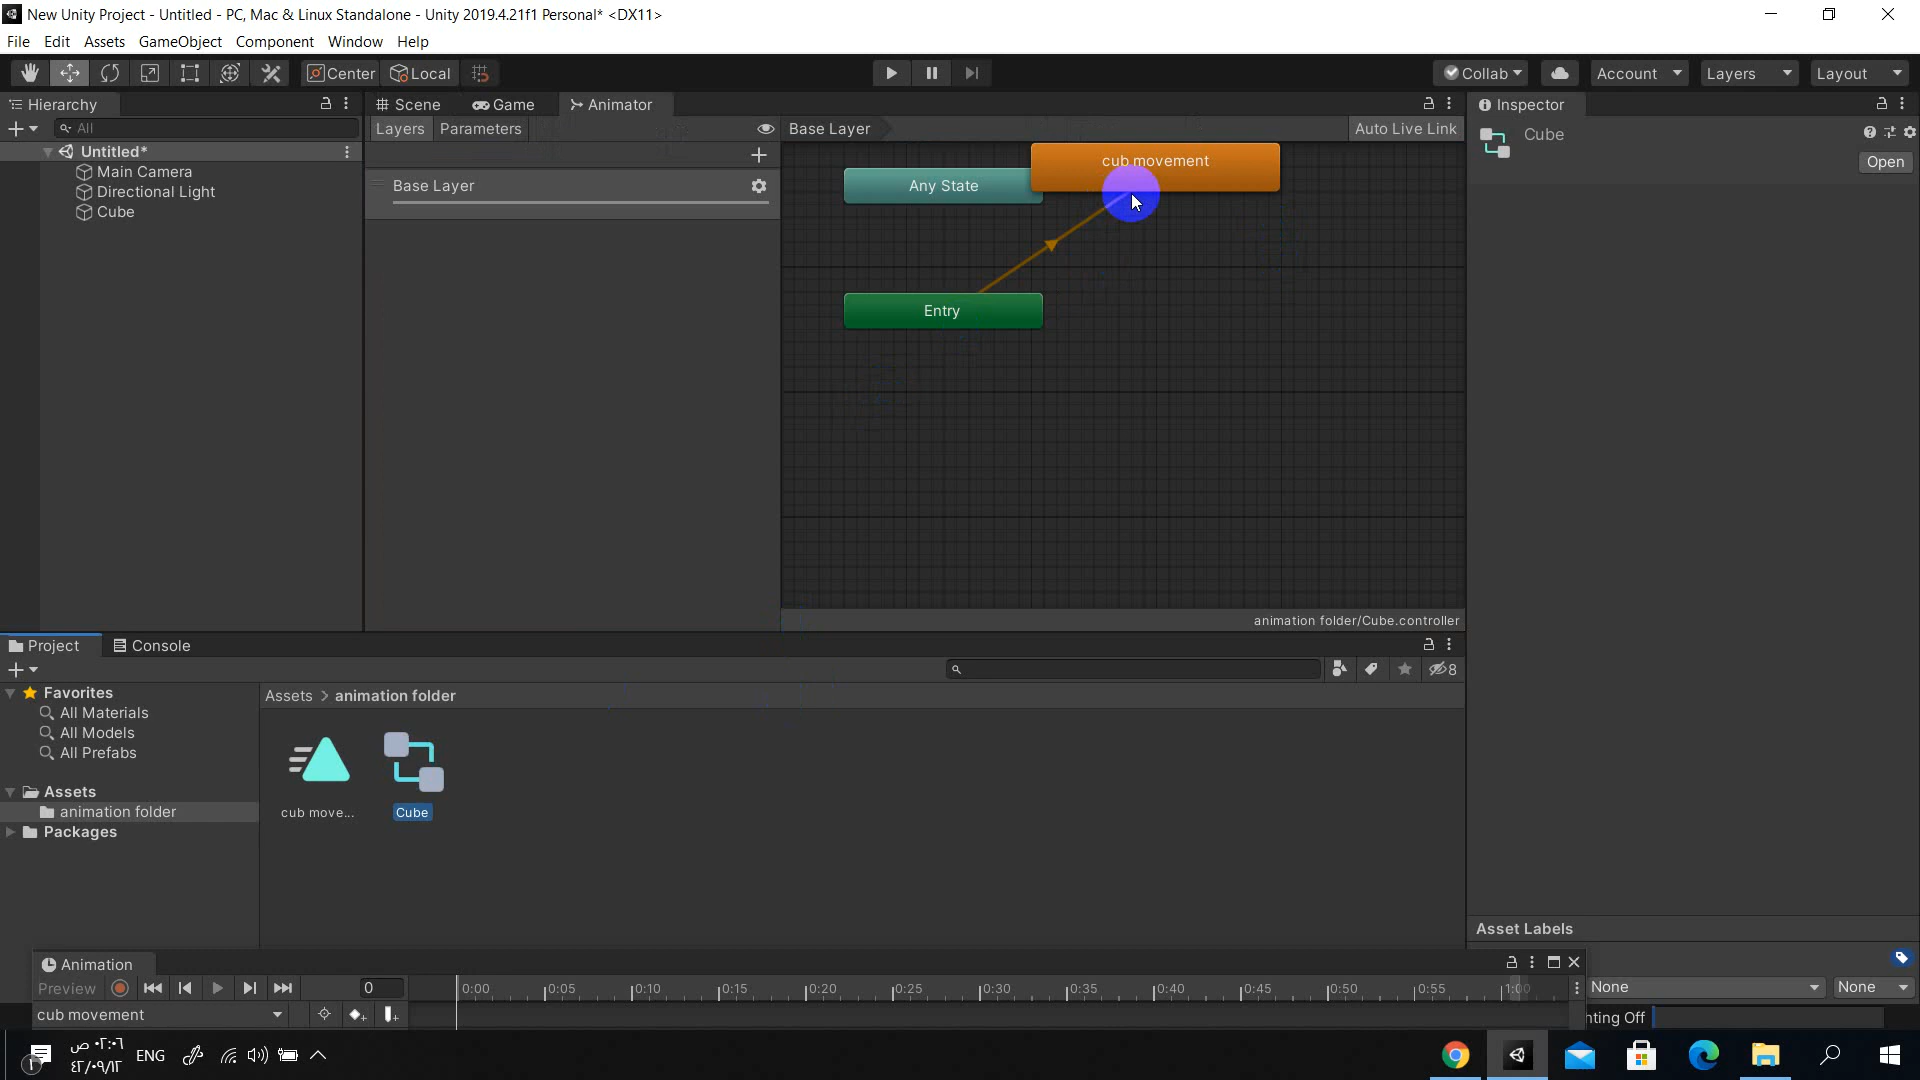 New Unity Project - Untitled - PC, Mac & Linux Standalone - Unity 2019.4.21f1 Personal* <DX11>
File Edit Assets GameObject Component Window Help
Center Local Collab Account Layers Layout
Hierarchy Scene Game Animator Inspector
All Layers Parameters Base Layer Auto Live Link
Cube
Open
Untitled*
Main Camera
Directional Light
Cube
Base Layer
cub movement
Any State
Entry
animation folder/Cube.controller
Project Console
8
Favorites
All Materials
All Models
All Prefabs
Assets
animation folder
Packages
Assets > animation folder
cub move...
Cube
Asset Labels
Animation
Preview 0 0:00 0:05 0:10 0:15 0:20 0:25 0:30 0:35 0:40 0:45 0:50 0:55 1:00
None None
cub movement
hting Off
ENG